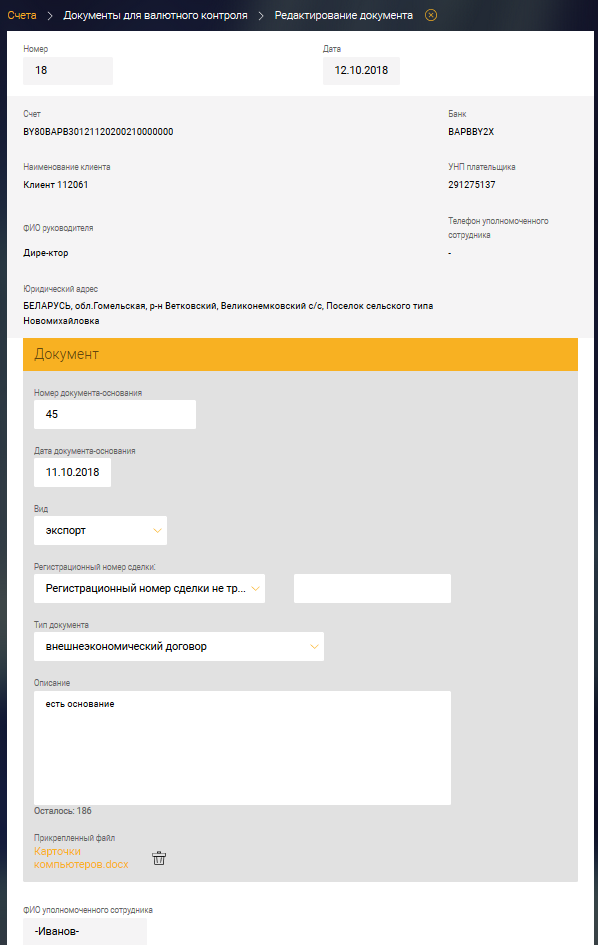 Счета > Документы для валютного контроля > Редактирование документа
Номер Дата
18 12.10.2018
Счет Банк
BY80BAPB30121120200210000000 BAPBBY2X
Наименование клиента УНП плательщика
Клиент 112061 291275137
ФИО руководителя Телефон уполномоченного сотрудника
Дире-ктор -
Юридический адрес
БЕЛАРУСЬ, обл.Гомельская, р-н Ветковский, Великонемковский с/с, Поселок сельского типа
Новомихайловка
Документ
Номер документа-основания
45
Дата документа-основания
11.10.2018
Вид
экспорт
Регистрационный номер сделки:
Регистрационный номер сделки не тр...
Тип документа
внешнеэкономический договор
Описание
есть основание
Осталось: 186
Прикрепленный файл
Карточки
компьютеров.docx
ФИО уполномоченного сотрудника
-Иванов-